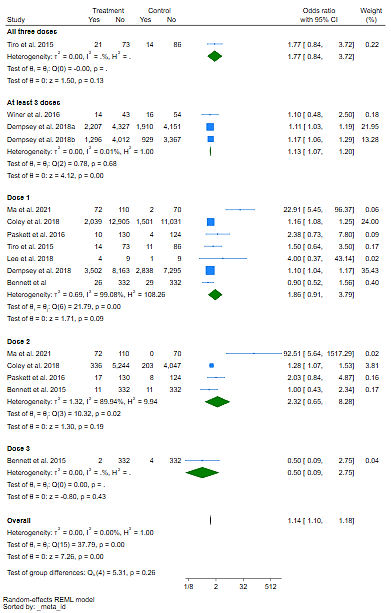 Treatment Control Odds ratio Weight
Study Yes No Yes No with 95% CI (%)
All three doses
Tiro et al. 2015 21 73 14 86 1.77 [ 0.84, 3.72] 0.22
Heterogeneity: τ² = 0.00, I² = .%, H² = . 1.77 [ 0.84, 3.72]
Test of θᵢ = θⱼ: Q(0) = -0.00, p = .
Test of θ = 0: z = 1.50, p = 0.13
At least 3 doses
Winer et al. 2016 14 43 16 54 1.10 [ 0.48, 2.50] 0.18
Dempsey et al. 2018a 2,207 4,327 1,910 4,151 1.11 [ 1.03, 1.19] 21.95
Dempsey et al. 2018b 1,296 4,012 929 3,367 1.17 [ 1.06, 1.29] 13.28
Heterogeneity: τ² = 0.00, I² = 0.01%, H² = 1.00 1.13 [ 1.07, 1.20]
Test of θᵢ = θⱼ: Q(2) = 0.78, p = 0.68
Test of θ = 0: z = 4.12, p = 0.00
Dose 1
Ma et al. 2021 72 110 2 70 22.91 [ 5.45, 96.37] 0.06
Coley et al. 2018 2,039 12,905 1,501 11,031 1.16 [ 1.08, 1.25] 24.00
Paskett et al. 2016 10 130 4 124 2.38 [ 0.73, 7.80] 0.09
Tiro et al. 2015 14 73 11 86 1.50 [ 0.64, 3.50] 0.17
Lee et al. 2018 4 9 1 9 4.00 [ 0.37, 43.14] 0.02
Dempsey et al. 2018 3,502 8,163 2,838 7,295 1.10 [ 1.04, 1.17] 35.43
Bennett et al 26 332 29 332 0.90 [ 0.52, 1.56] 0.40
Heterogeneity: τ² = 0.69, I² = 99.08%, H² = 108.26 1.86 [ 0.91, 3.79]
Test of θᵢ = θⱼ: Q(6) = 21.79, p = 0.00
Test of θ = 0: z = 1.71, p = 0.09
Dose 2
Ma et al. 2021 72 110 0 70 92.51 [ 5.64, 1517.29] 0.02
Coley et al. 2018 336 5,244 203 4,047 1.28 [ 1.07, 1.53] 3.81
Paskett et al. 2016 17 130 8 124 2.03 [ 0.84, 4.87] 0.16
Bennett et al. 2015 11 332 11 332 1.00 [ 0.43, 2.34] 0.17
Heterogeneity: τ² = 1.32, I² = 89.94%, H² = 9.94 2.32 [ 0.65, 8.28]
Test of θᵢ = θⱼ: Q(3) = 10.32, p = 0.02
Test of θ = 0: z = 1.30, p = 0.19
Dose 3
Bennett et al. 2015 2 332 4 332 0.50 [ 0.09, 2.75] 0.04
Heterogeneity: τ² = 0.00, I² = .%, H² = . 0.50 [ 0.09, 2.75]
Test of θᵢ = θⱼ: Q(0) = 0.00, p = .
Test of θ = 0: z = -0.80, p = 0.43
Overall 1.14 [ 1.10, 1.18]
Heterogeneity: τ² = 0.00, I² = 0.00%, H² = 1.00
Test of θᵢ = θⱼ: Q(15) = 37.79, p = 0.00
Test of θ = 0: z = 7.26, p = 0.00
Test of group differences: Qb(4) = 5.31, p = 0.26
1/8 2 32 512
Random-effects REML model
Sorted by: _meta_id